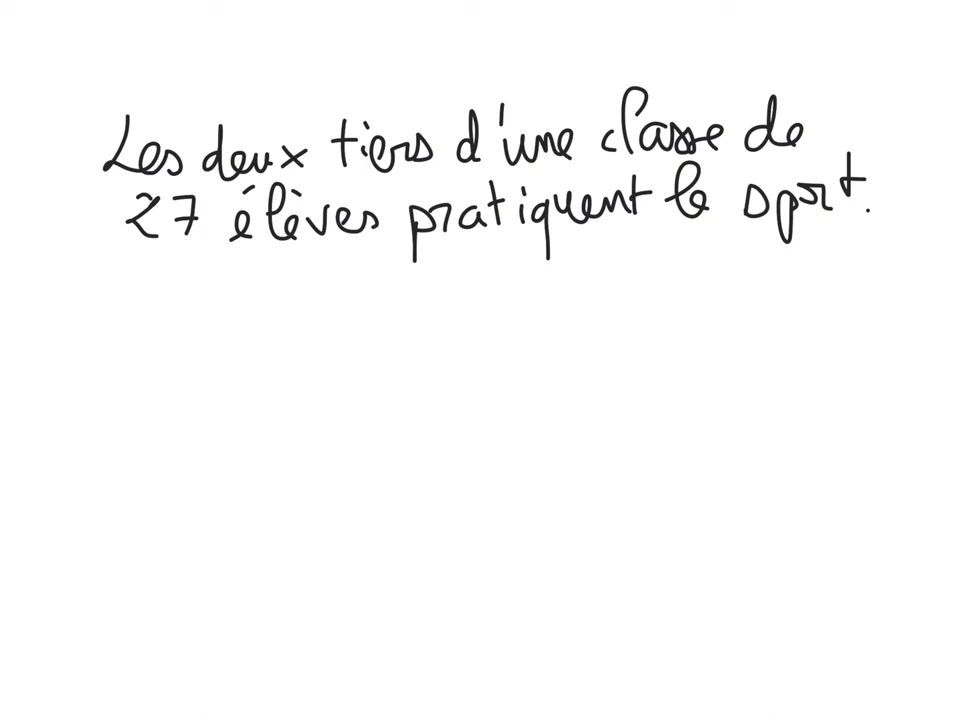 Les deux tiers d'une classe de
27 élèves pratiquent le sport.